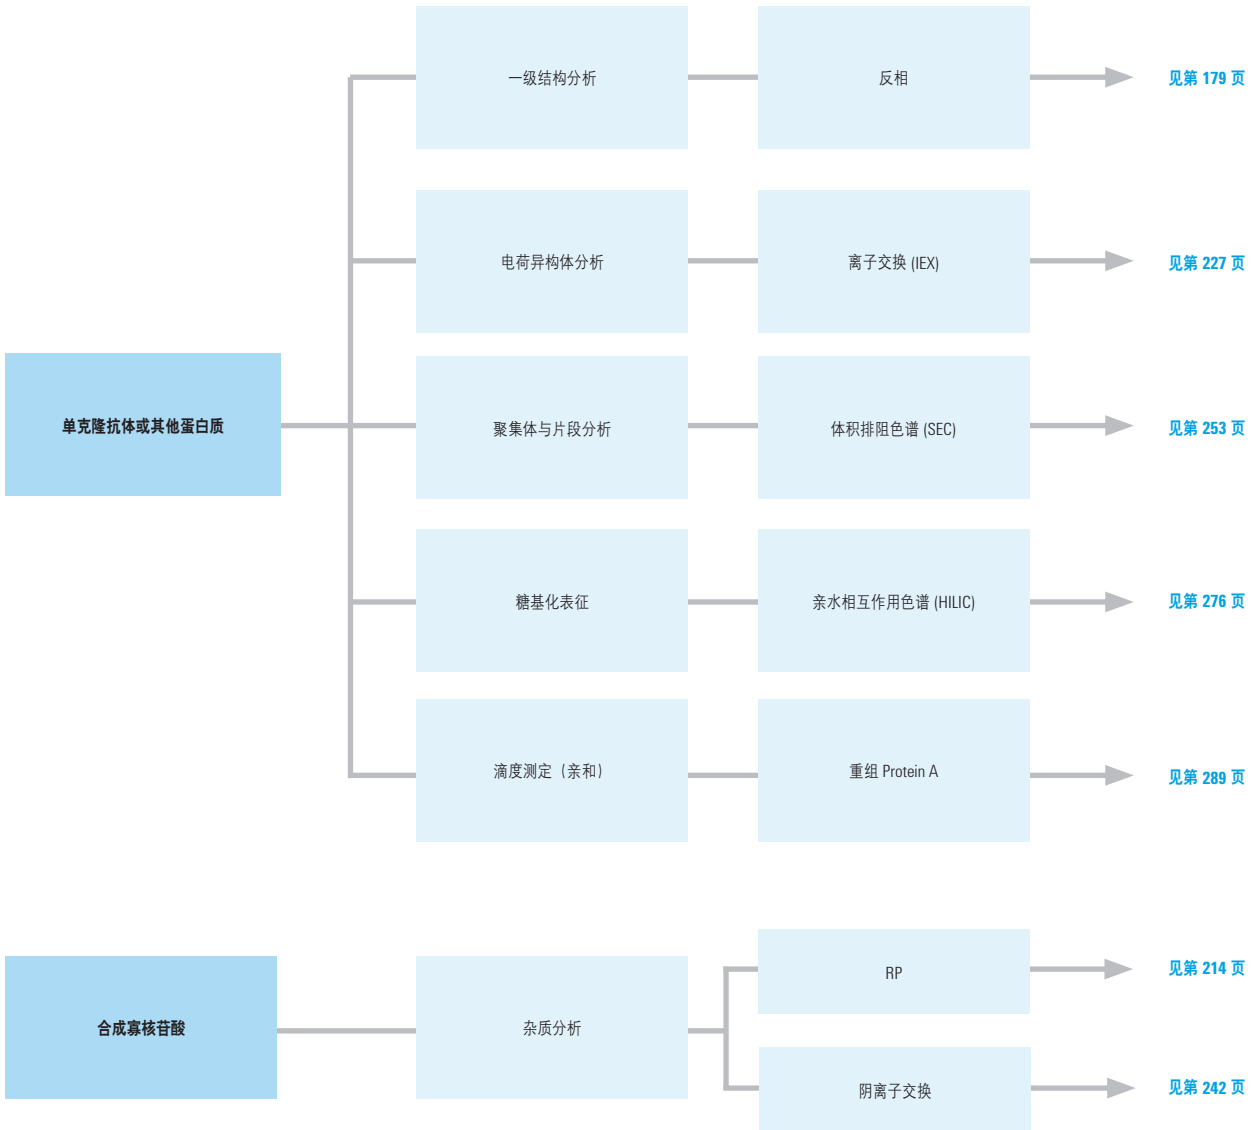 一级结构分析
反相
见第 179 页
电荷异构体分析
离子交换 (IEX)
见第 227 页
单克隆抗体或其他蛋白质
聚集体与片段分析
体积排阻色谱 (SEC)
见第 253 页
糖基化表征
亲水相互作用色谱 (HILIC)
见第 276 页
滴度测定（亲和）
重组 Protein A
见第 289 页
合成寡核苷酸
杂质分析
RP
见第 214 页
阴离子交换
见第 242 页